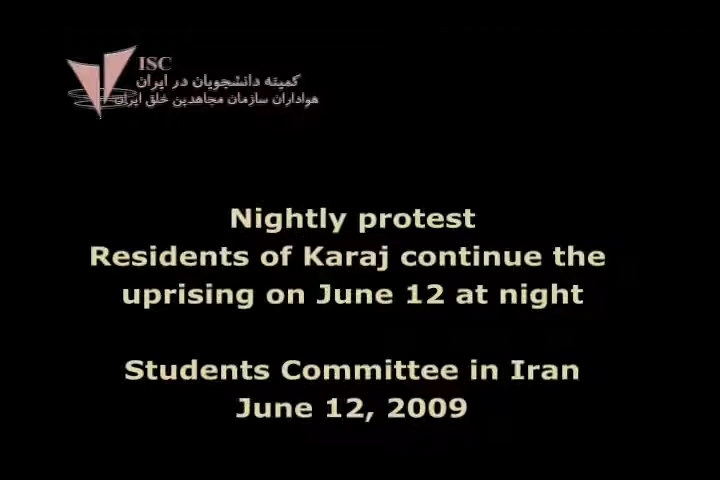 ISC
کمیته دانشجویان در ایران
هواداران سازمان مجاهدین خلق ایران
Nightly protest
Residents of Karaj continue the
uprising on June 12 at night
Students Committee in Iran
June 12, 2009